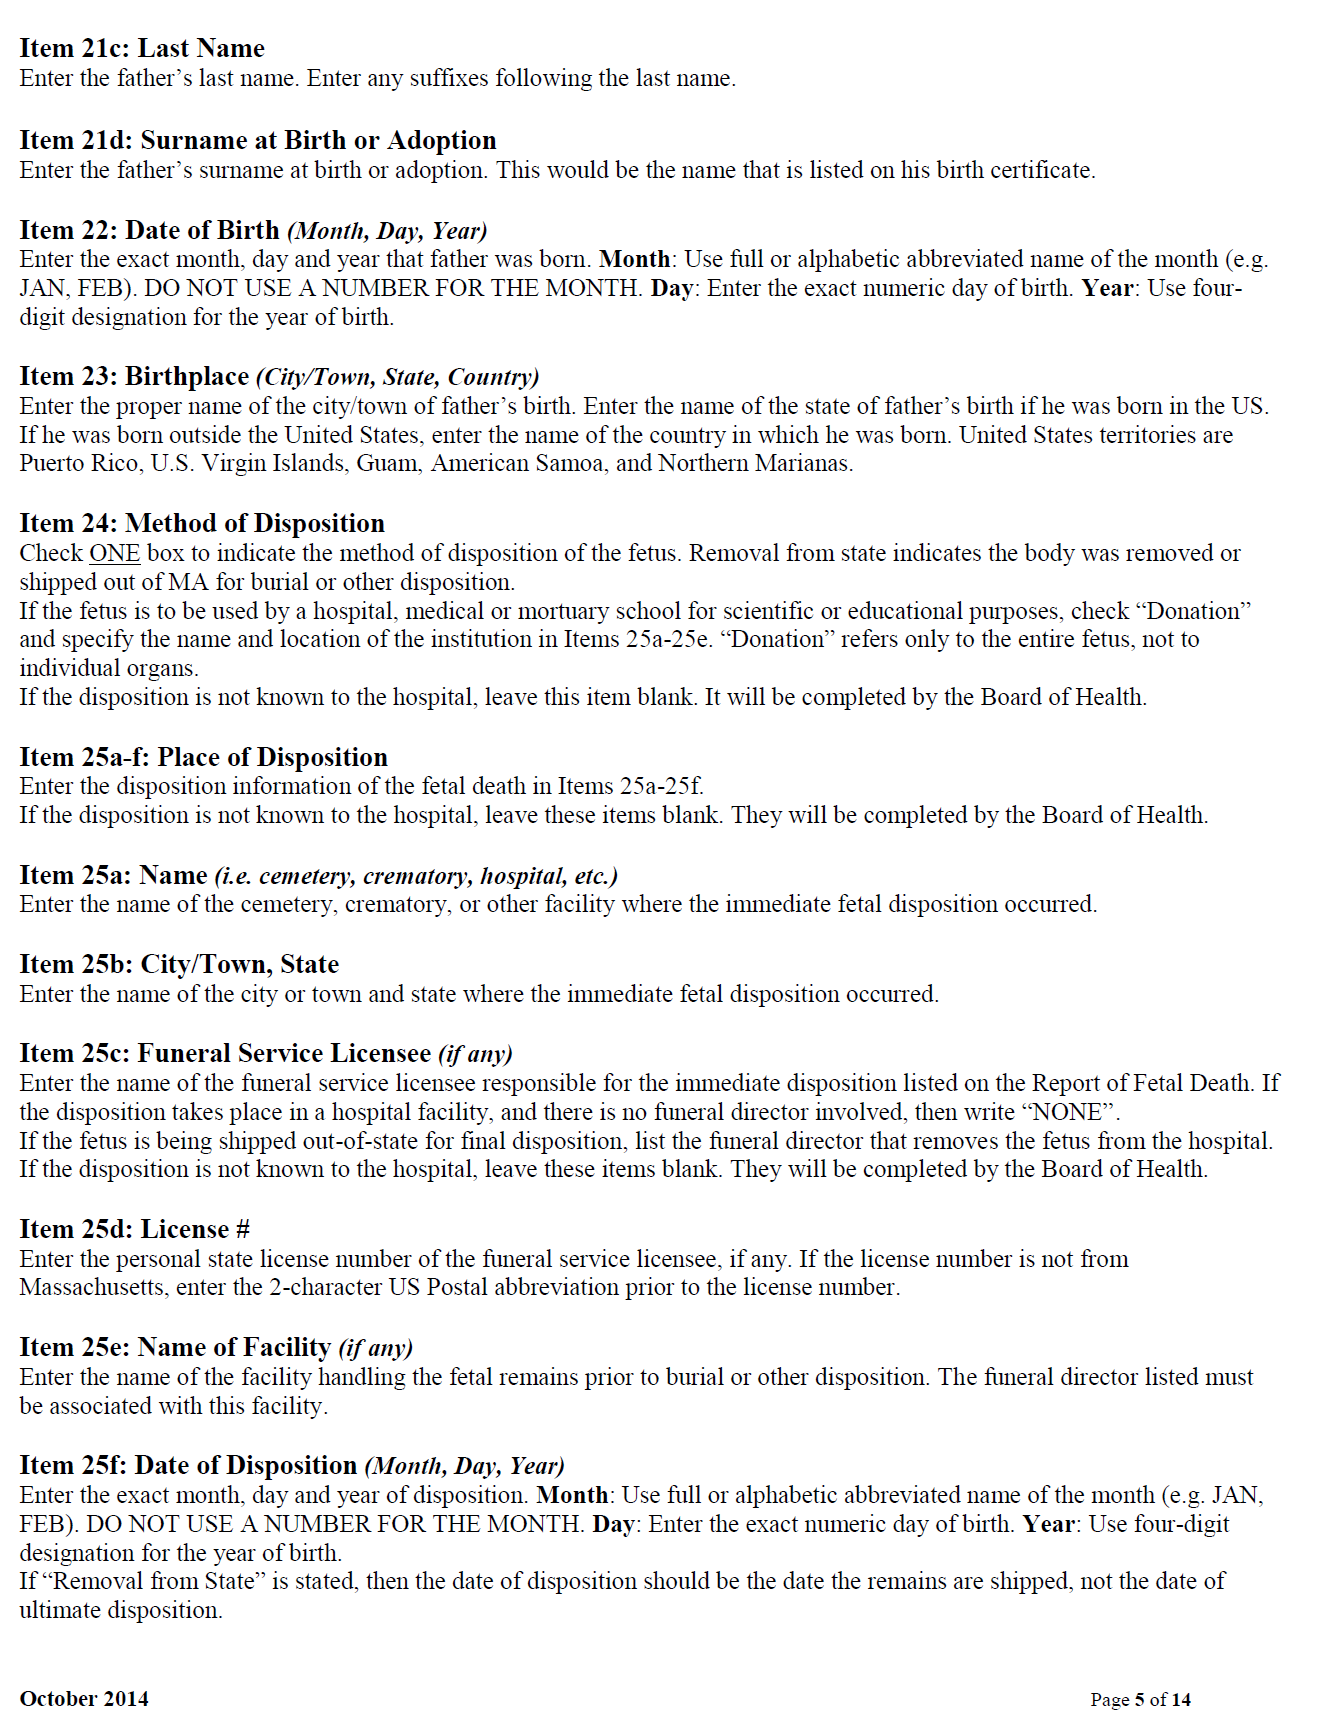 Item 21c: Last Name
Enter the father’s last name. Enter any suffixes following the last name.
Item 21d: Surname at Birth or Adoption
Enter the father’s surname at birth or adoption. This would be the name that is listed on his birth certificate.
Item 22: Date of Birth (Month, Day, Year)
Enter the exact month, day and year that father was born. Month: Use full or alphabetic abbreviated name of the month (e.g.
JAN, FEB). DO NOT USE A NUMBER FOR THE MONTH. Day: Enter the exact numeric day of birth. Year: Use four-
digit designation for the year of birth.
Item 23: Birthplace (City/Town, State, Country)
Enter the proper name of the city/town of father’s birth. Enter the name of the state of father’s birth if he was born in the US.
If he was born outside the United States, enter the name of the country in which he was born. United States territories are
Puerto Rico, U.S. Virgin Islands, Guam, American Samoa, and Northern Marianas.
Item 24: Method of Disposition
Check ONE box to indicate the method of disposition of the fetus. Removal from state indicates the body was removed or
shipped out of MA for burial or other disposition.
If the fetus is to be used by a hospital, medical or mortuary school for scientific or educational purposes, check “Donation”
and specify the name and location of the institution in Items 25a-25e. “Donation” refers only to the entire fetus, not to
individual organs.
If the disposition is not known to the hospital, leave this item blank. It will be completed by the Board of Health.
Item 25a-f: Place of Disposition
Enter the disposition information of the fetal death in Items 25a-25f.
If the disposition is not known to the hospital, leave these items blank. They will be completed by the Board of Health.
Item 25a: Name (i.e. cemetery, crematory, hospital, etc.)
Enter the name of the cemetery, crematory, or other facility where the immediate fetal disposition occurred.
Item 25b: City/Town, State
Enter the name of the city or town and state where the immediate fetal disposition occurred.
Item 25c: Funeral Service Licensee (if any)
Enter the name of the funeral service licensee responsible for the immediate disposition listed on the Report of Fetal Death. If
the disposition takes place in a hospital facility, and there is no funeral director involved, then write “NONE”.
If the fetus is being shipped out-of-state for final disposition, list the funeral director that removes the fetus from the hospital.
If the disposition is not known to the hospital, leave these items blank. They will be completed by the Board of Health.
Item 25d: License #
Enter the personal state license number of the funeral service licensee, if any. If the license number is not from
Massachusetts, enter the 2-character US Postal abbreviation prior to the license number.
Item 25e: Name of Facility (if any)
Enter the name of the facility handling the fetal remains prior to burial or other disposition. The funeral director listed must
be associated with this facility.
Item 25f: Date of Disposition (Month, Day, Year)
Enter the exact month, day and year of disposition. Month: Use full or alphabetic abbreviated name of the month (e.g. JAN,
FEB). DO NOT USE A NUMBER FOR THE MONTH. Day: Enter the exact numeric day of birth. Year: Use four-digit
designation for the year of birth.
If “Removal from State” is stated, then the date of disposition should be the date the remains are shipped, not the date of
ultimate disposition.
October 2014 Page 5 of 14